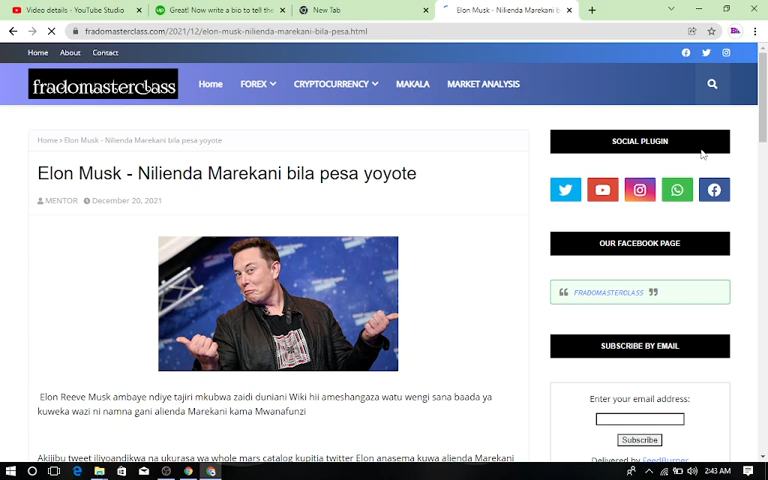 Video details - YouTube Studio
Great! Now write a bio to tell the
New Tab
Elon Musk - Nilienda Marekani b
fradomasterclass.com/2021/12/elon-musk-nilienda-marekani-bila-pesa.html
Home About Contact
fradomasterclass
Home FOREX CRYPTOCURRENCY MAKALA MARKET ANALYSIS
Home › Elon Musk - Nilienda Marekani bila pesa yoyote
Elon Musk - Nilienda Marekani bila pesa yoyote
MENTOR December 20, 2021
Elon Reeve Musk ambaye ndiye tajiri mkubwa zaidi duniani Wiki hii ameshangaza watu wengi sana baada ya
kuweka wazi ni namna gani alienda Marekani kama Mwanafunzi
Akijibu tweet iliyoandikwa na ukurasa wa whole mars catalog kupitia twitter Elon anasema kuwa alienda Marekani
SOCIAL PLUGIN
OUR FACEBOOK PAGE
FRADOMASTERCLASS
SUBSCRIBE BY EMAIL
Enter your email address:
Subscribe
Delivered by FeedBurner
2:43 AM